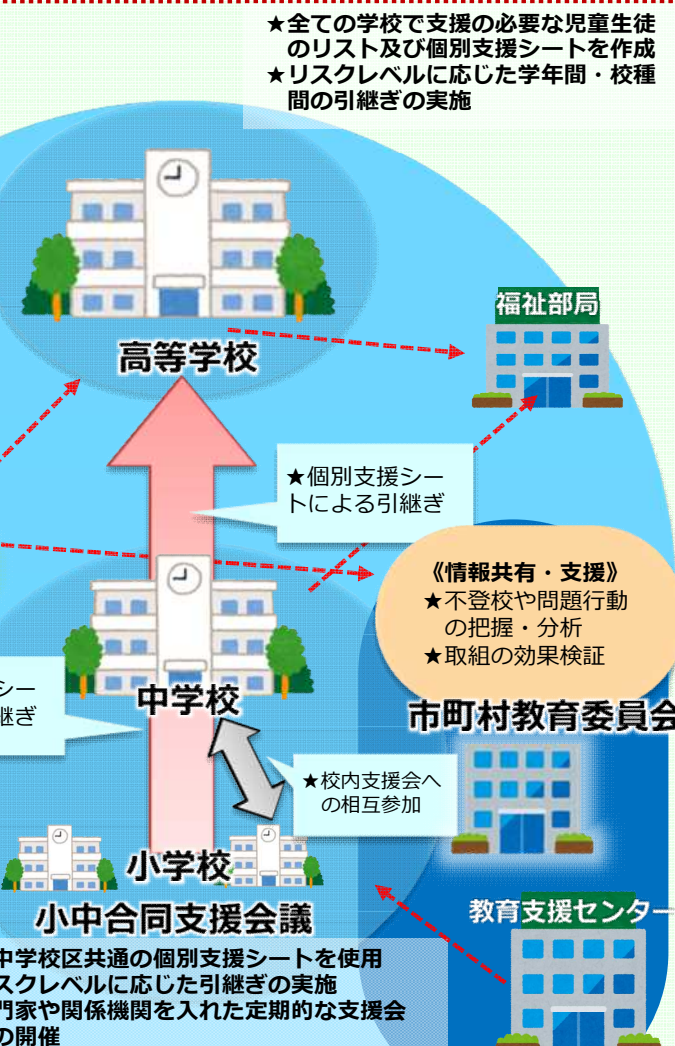 ★全ての学校で支援の必要な児童生徒
のリスト及び個別支援シートを作成
★リスクレベルに応じた学年間・校種
間の引継ぎの実施
福祉部局
高等学校
★個別支援シー
トによる引継ぎ
《情報共有・支援》
★不登校や問題行動
の把握・分析
★取組の効果検証
シー
継ぎ
中学校
市町村教育委員会
★校内支援会へ
の相互参加
小学校
小中合同支援会議
教育支援センター
中学校区共通の個別支援シートを使用
スクレベルに応じた引継ぎの実施
門家や関係機関を入れた定期的な支援会
の開催